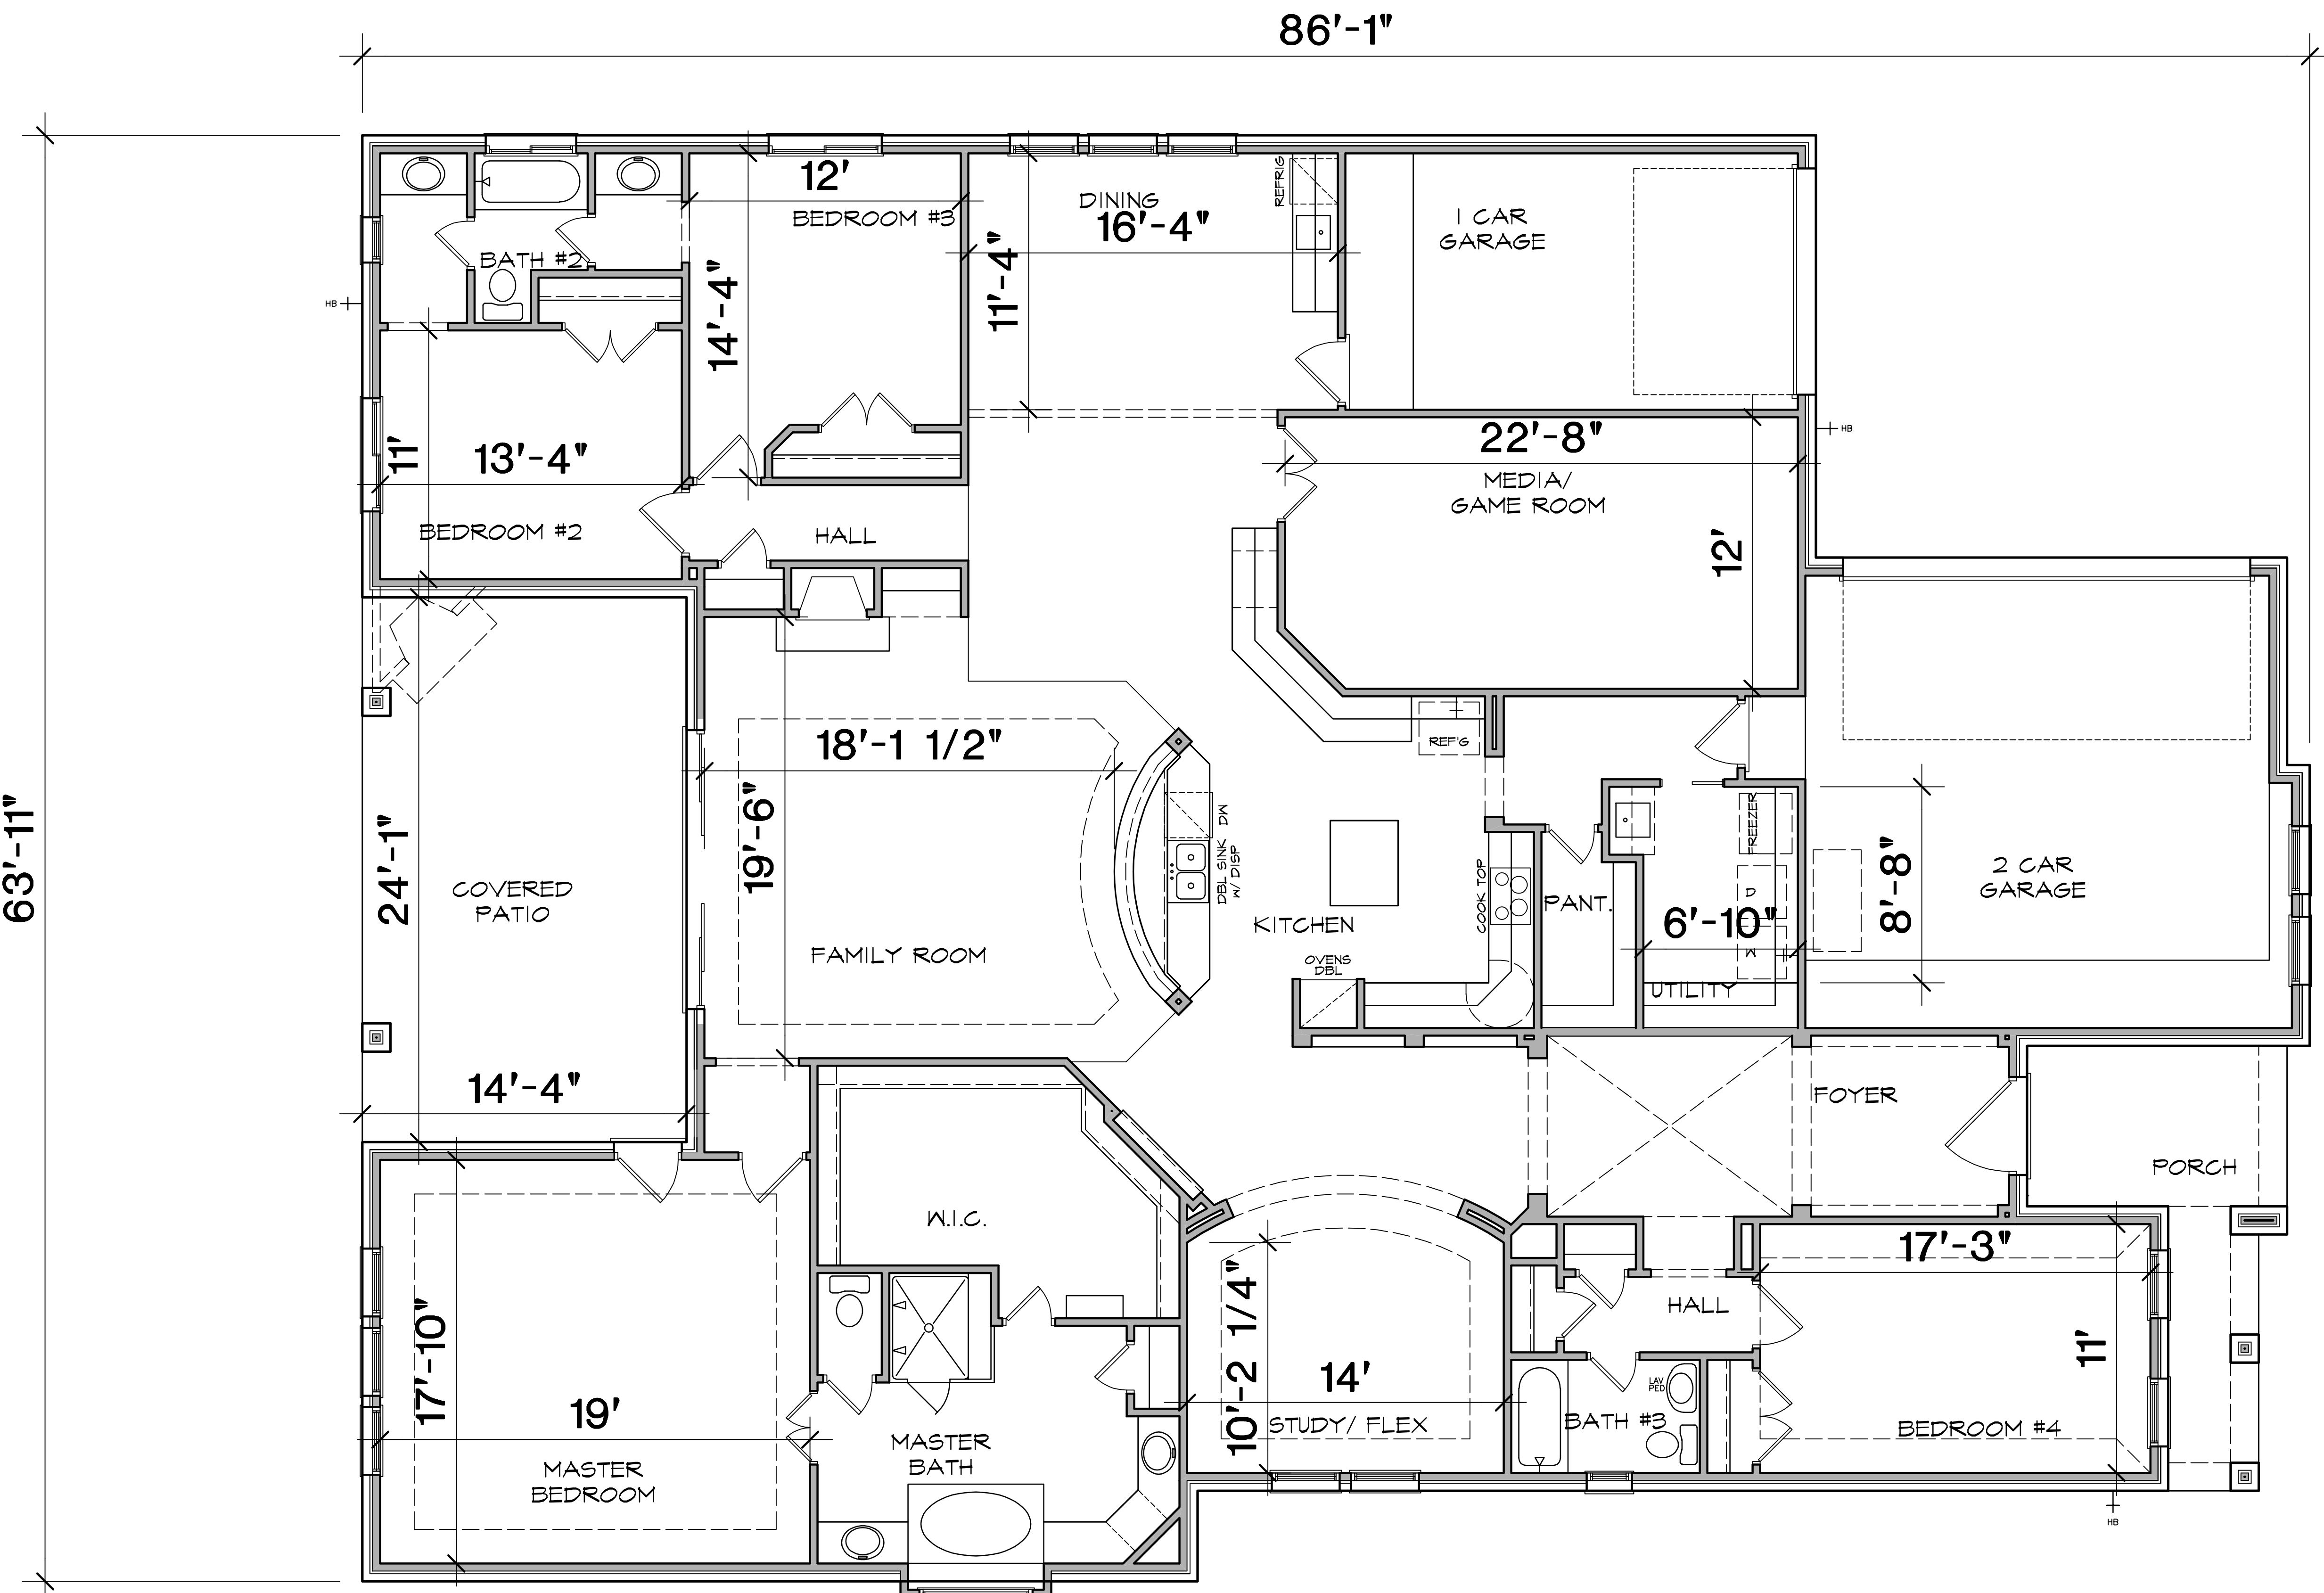 86'-1"
63'-11"
12'
BEDROOM #3
14'-4"
BATH #2
HB
DINING
16'-4"
11'-4"
REFRIG
1 CAR
GARAGE
HB
11'
13'-4"
BEDROOM #2
HALL
22'-8"
MEDIA/
GAME ROOM
12'
18'-1 1/2"
19'-6"
FAMILY ROOM
24'-1"
COVERED
PATIO
14'-4"
DW
DBL SINK
W/ DISP
KITCHEN
REF'G
COOK TOP
OVENS
DBL
PANT.
FREEZER
D
W
6'-10"
UTILITY
8'-8"
2 CAR
GARAGE
FOYER
PORCH
W.I.C.
17'-10"
19'
MASTER
BEDROOM
MASTER
BATH
10'-2 1/4"
14'
STUDY/ FLEX
HALL
LAV
PED
BATH #3
17'-3"
11'
BEDROOM #4
HB